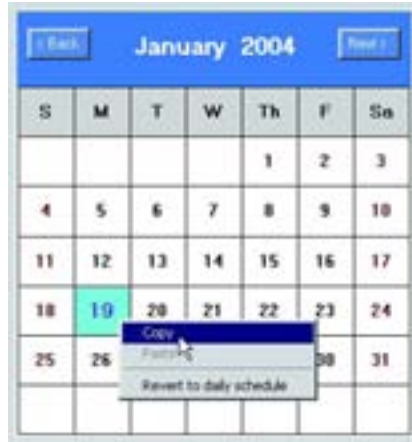 < Back January 2004 Next >
S M T W Th F Sa
1 2 3
4 5 6 7 8 9 10
11 12 13 14 15 16 17
18 19 20 21 22 23 24
Copy
25 26 30 31
Paste
Revert to daily schedule